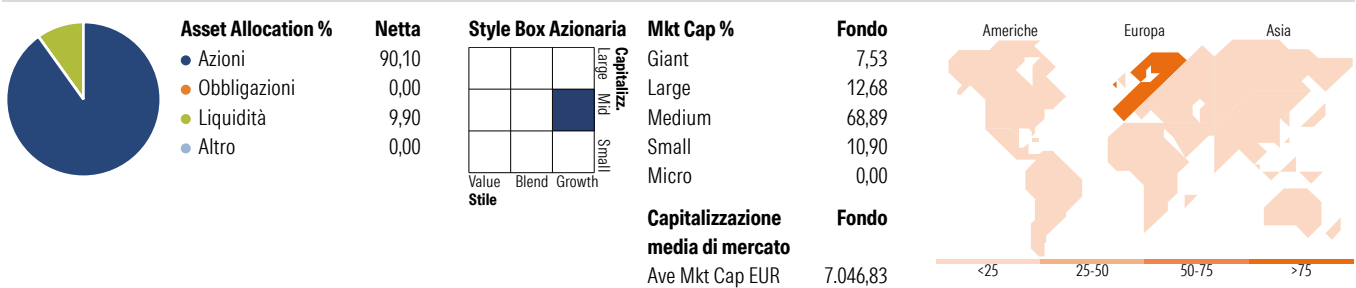 Asset Allocation % Netta
Azioni 90,10
Obbligazioni 0,00
Liquidità 9,90
Altro 0,00
Style Box Azionaria
Capitalizz.
Large Mid Small
Value Blend Growth
Stile
Mkt Cap % Fondo
Giant 7,53
Large 12,68
Medium 68,89
Small 10,90
Micro 0,00
Capitalizzazione Fondo
media di mercato
Ave Mkt Cap EUR 7.046,83
Americhe Europa Asia
<25 25-50 50-75 >75